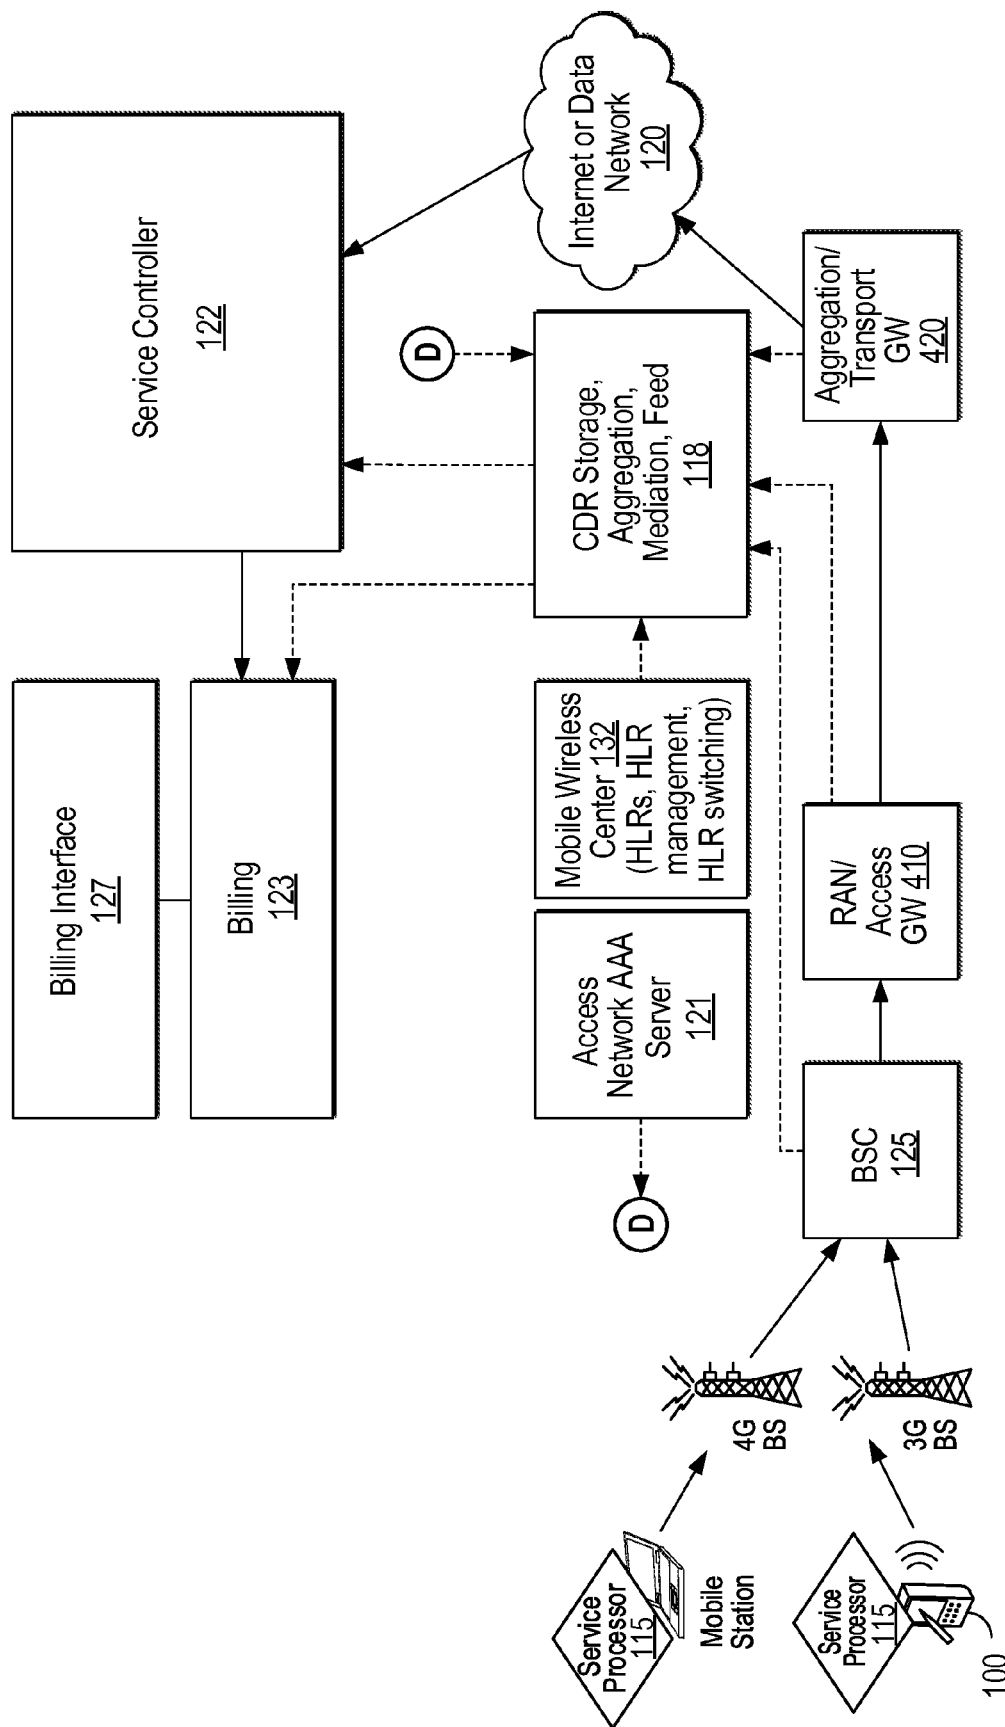 Billing Interface
127
Billing
123
Service Controller
122
D
Access
Network AAA
Server
121
D
Mobile Wireless
Center 132
(HLRs, HLR
management,
HLR switching)
CDR Storage,
Aggregation,
Mediation, Feed
118
Internet or Data
Network
120
Service
Processor
115
Mobile
Station
4G
BS
Service
Processor
115
100
3G
BS
BSC
125
RAN/
Access
GW 410
Aggregation/
Transport
GW
420